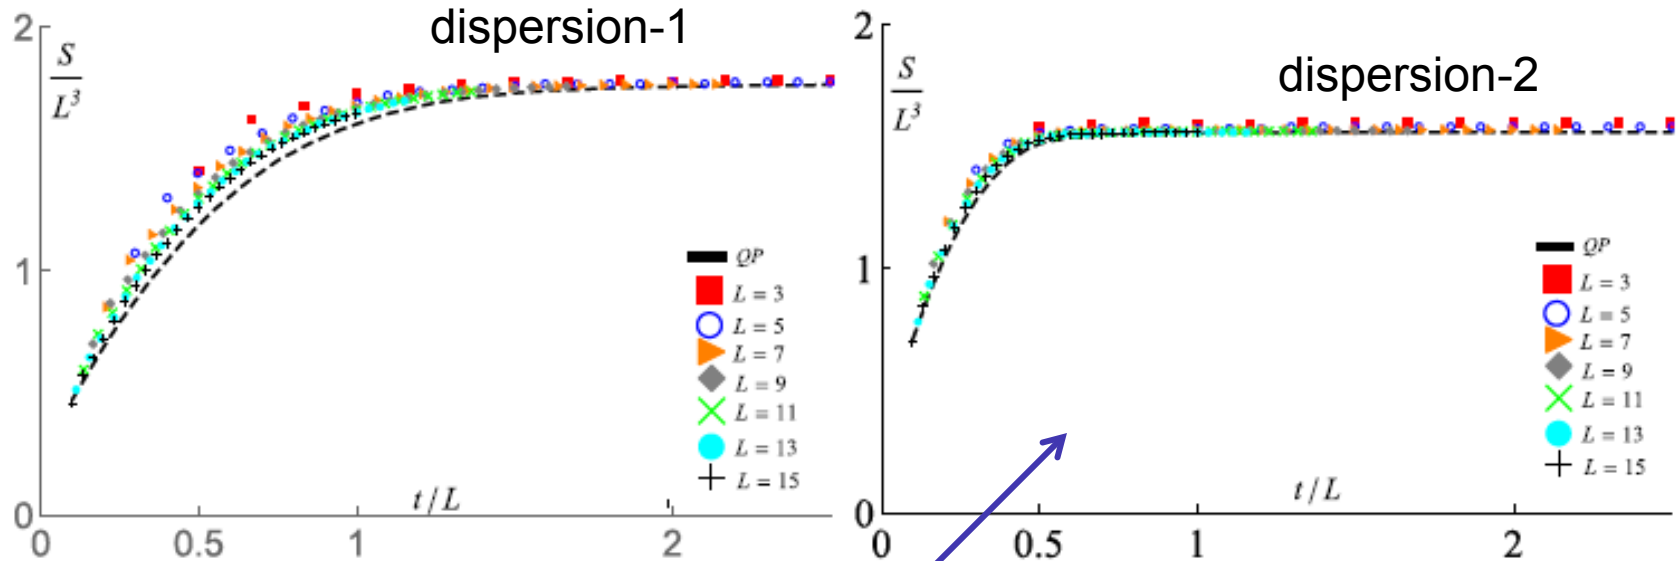 dispersion-1
2
S
L³
1
0
QP
L = 3
L = 5
L = 7
L = 9
L = 11
L = 13
L = 15
t / L
0 0.5 1 2
dispersion-2
2
S
L³
1
0
QP
L = 3
L = 5
L = 7
L = 9
L = 11
L = 13
L = 15
t / L
0 0.5 1 2